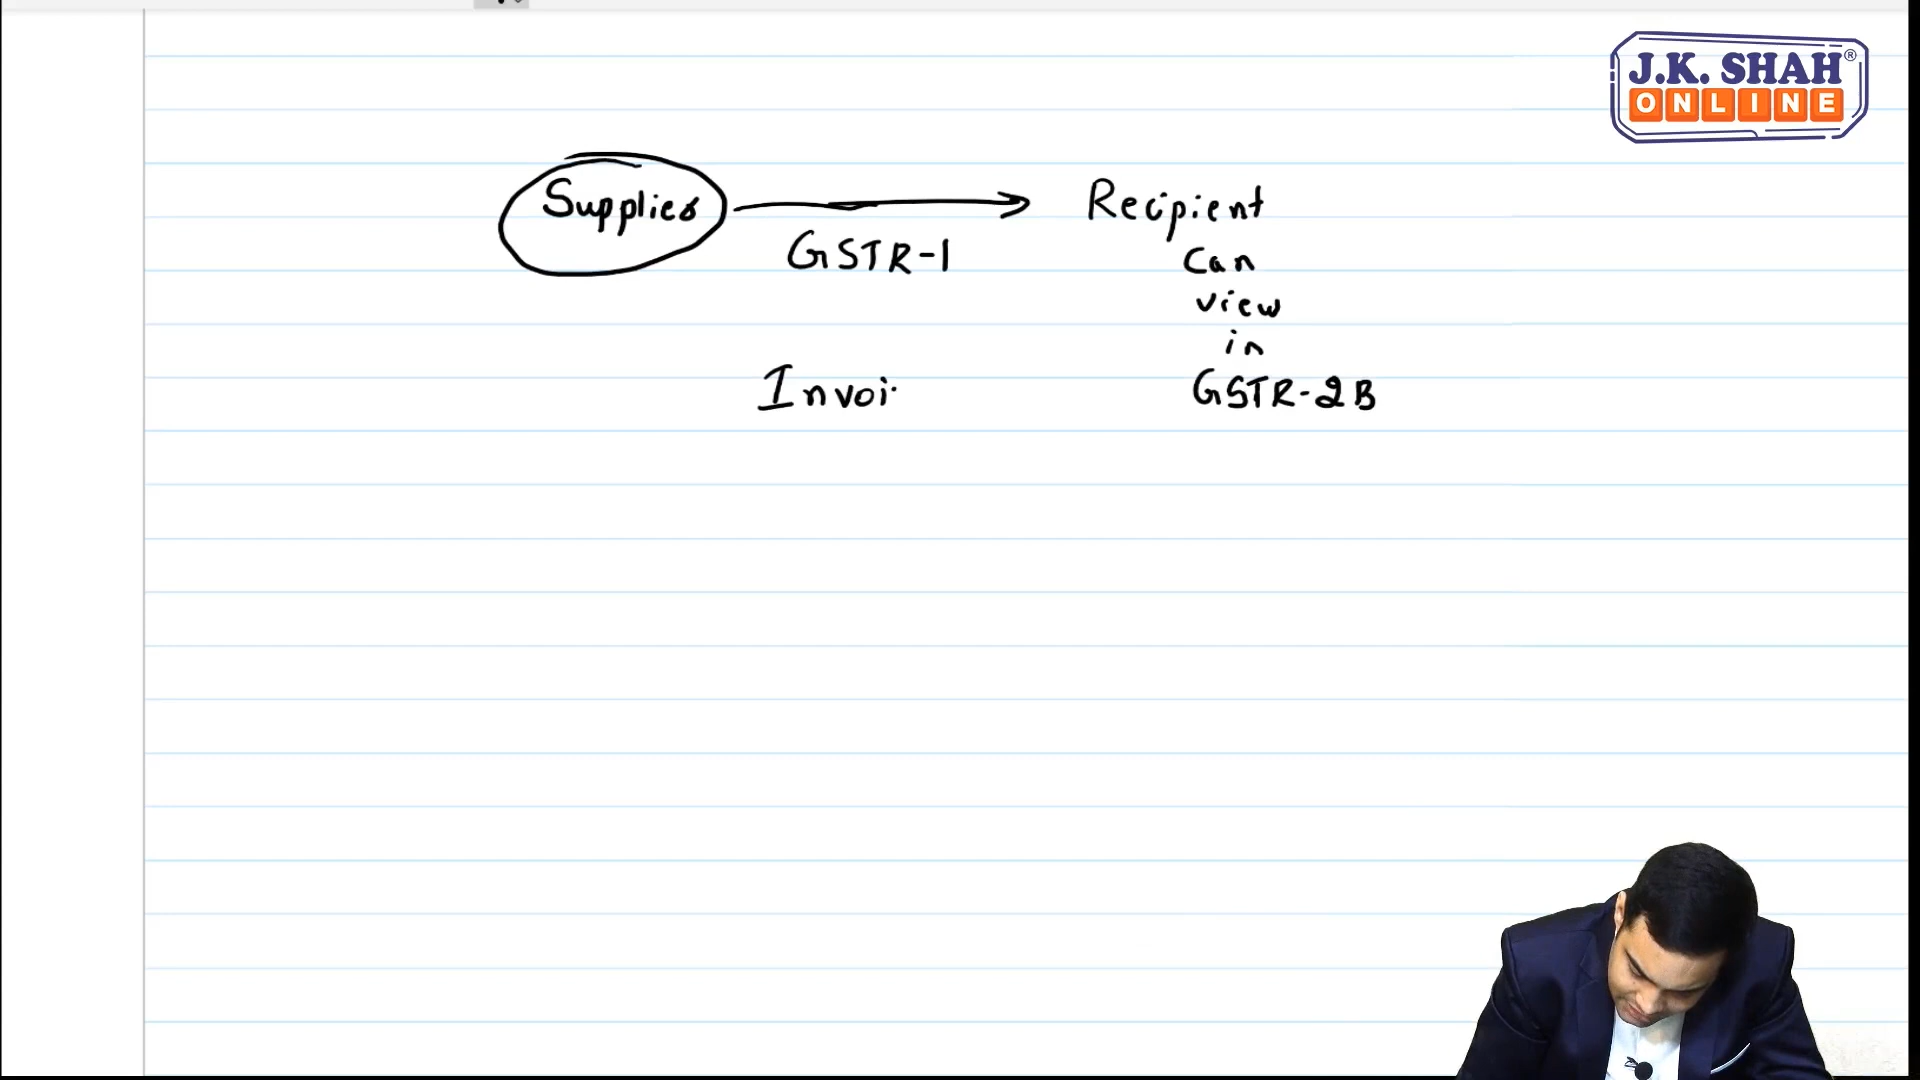 J.K. SHAH®
ONLINE
Supplier Recipient
GSTR-1 Can
view
in
Invoi GSTR-2B